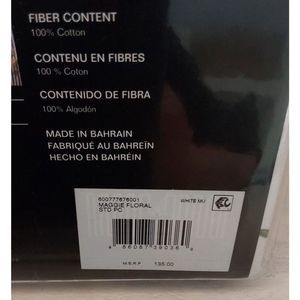 FIBER CONTENT
100% Cotton
CONTENU EN FIBRES
100 % Coton
CONTENIDO DE FIBRA
100% Algodón
MADE IN BAHRAIN
FABRIQUÉ AU BAHREÏN
HECHO EN BAHRÉIN
600777676001
MAGGIE FLORAL WHITE MU
STD PC
M.S.R.P. 135.00